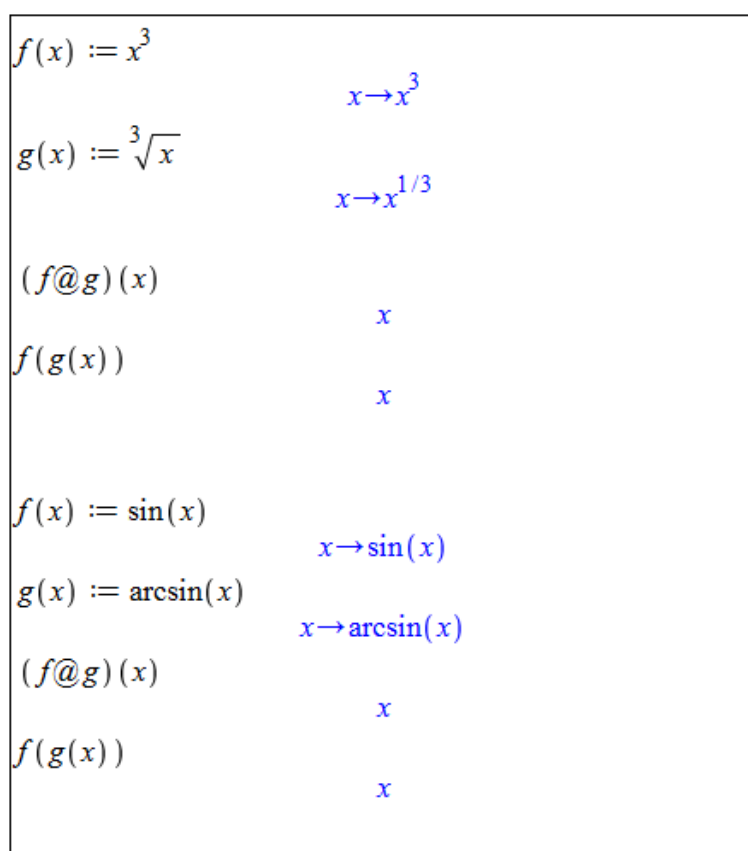 f(x) := x^3
x→x^3
g(x) := ∛x
x→x^{1/3}
(f@g)(x)
x
f(g(x))
x
f(x) := sin(x)
x→sin(x)
g(x) := arcsin(x)
x→arcsin(x)
(f@g)(x)
x
f(g(x))
x